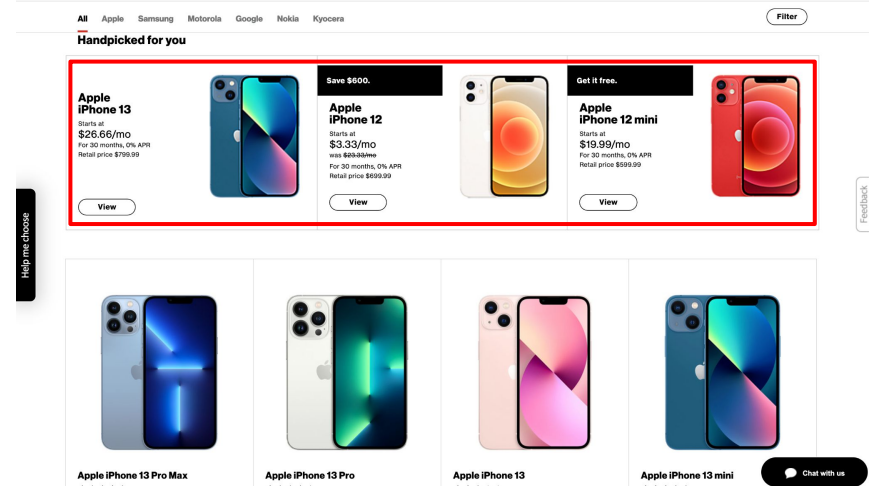 All Apple Samsung Motorola Google Nokia Kyocera Filter
Handpicked for you
Apple
iPhone 13
Starts at
$26.66/mo
For 30 months, 0% APR
Retail price $799.99
View
Save $600.
Apple
iPhone 12
Starts at
$3.33/mo
was $23.33/mo
For 30 months, 0% APR
Retail price $699.99
View
Get it free.
Apple
iPhone 12 mini
Starts at
$19.99/mo
For 30 months, 0% APR
Retail price $599.99
View
Help me choose
Feedback
Apple iPhone 13 Pro Max
Apple iPhone 13 Pro
Apple iPhone 13
Apple iPhone 13 mini
Chat with us